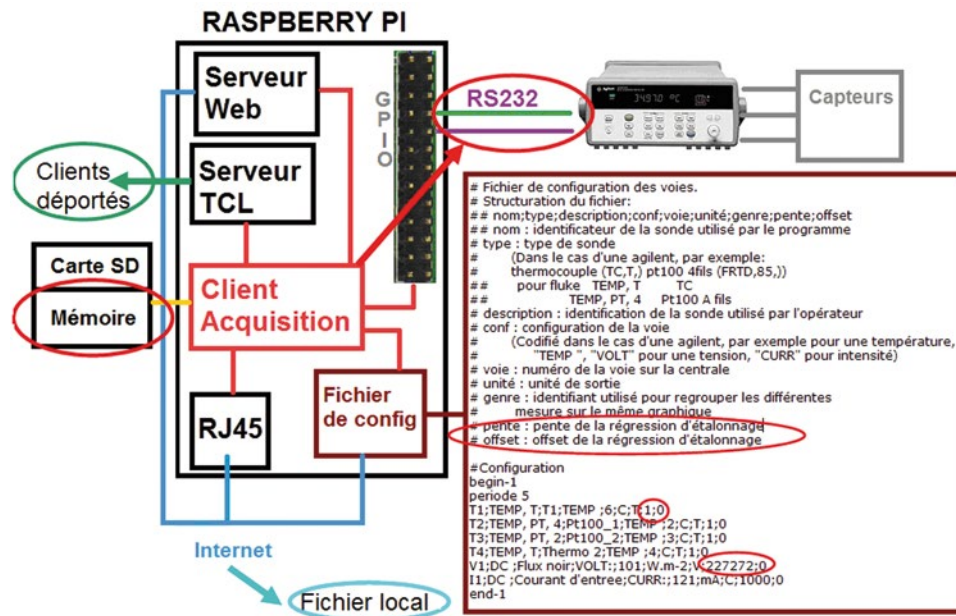 RASPBERRY PI
Serveur
Web
GPIO
RS232
34970 °C
Capteurs
Clients
déportés
Serveur
TCL
Carte SD
Mémoire
Client
Acquisition
RJ45
Fichier
de config
Internet
Fichier local
# Fichier de configuration des voies.
# Structuration du fichier:
## nom;type;description;conf;voie;unité;genre;pente;offset
## nom : identificateur de la sonde utilisé par le programme
# type : type de sonde
# (Dans le cas d'une agilent, par exemple:
thermocouple (TC,T,) pt100 4fils (FRTD,85,))
## pour fluke TEMP, T TC
## TEMP, PT, 4 Pt100 A fils
# description : identification de la sonde utilisé par l'opérateur
# conf : configuration de la voie
# (Codifié dans le cas d'une agilent, par exemple pour une température,
# "TEMP ", "VOLT" pour une tension, "CURR" pour intensité)
# voie : numéro de la voie sur la centrale
# unité : unité de sortie
# genre : identifiant utilisé pour regrouper les différentes
# mesure sur le même graphique
# pente : pente de la régression d'étalonnage
# offset : offset de la régression d'étalonnage
#Configuration
begin-1
periode 5
T1;TEMP, T;T1;TEMP ;6;C;T;1;0
T2;TEMP, PT, 4;Pt100_1;TEMP ;2;C;T;1;0
T3;TEMP, PT, 2;Pt100_2;TEMP ;3;C;T;1;0
T4;TEMP, T;Thermo 2;TEMP ;4;C;T;1;0
V1;DC ;Flux noir;VOLT:;101;W.m-2;V;227272;0
I1;DC ;Courant d'entree;CURR:;121;mA;C;1000;0
end-1